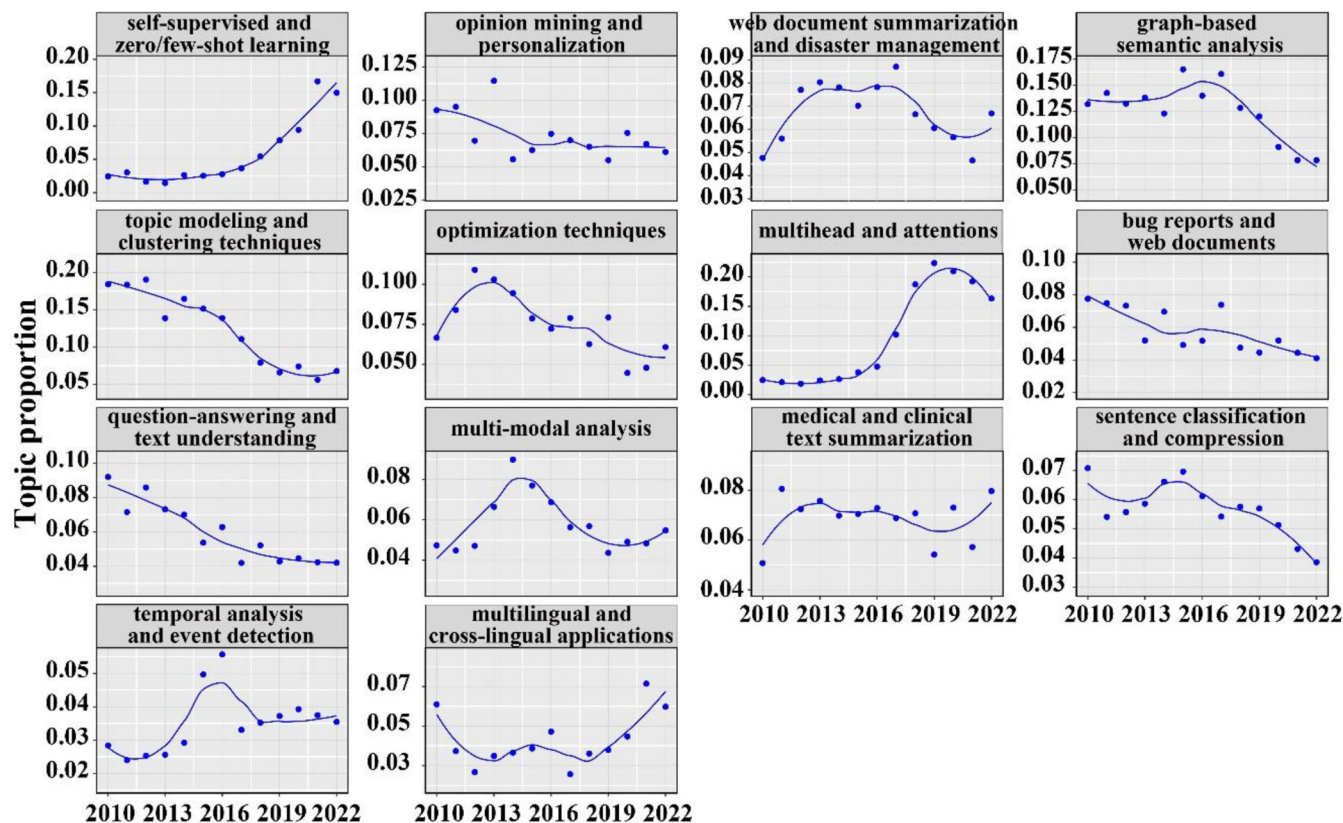 self-supervised and
zero/few-shot learning
0.20
0.15
0.10
0.05
0.00
opinion mining and
personalization
0.125
0.100
0.075
0.050
0.025
web document summarization
and disaster management
0.09
0.08
0.07
0.06
0.05
0.04
0.03
graph-based
semantic analysis
0.175
0.150
0.125
0.100
0.075
0.050
topic modeling and
clustering techniques
0.20
0.15
0.10
0.05
optimization techniques
0.100
0.075
0.050
multihead and attentions
0.20
0.15
0.10
0.05
0.00
bug reports and
web documents
0.10
0.08
0.06
0.04
0.02
Topic proportion
question-answering and
text understanding
0.10
0.08
0.06
0.04
multi-modal analysis
0.08
0.06
0.04
medical and clinical
text summarization
0.08
0.06
0.04
2010 2013 2016 2019 2022
sentence classification
and compression
0.07
0.06
0.05
0.04
0.03
2010 2013 2016 2019 2022
temporal analysis
and event detection
0.05
0.04
0.03
0.02
2010 2013 2016 2019 2022
multilingual and
cross-lingual applications
0.07
0.05
0.03
2010 2013 2016 2019 2022